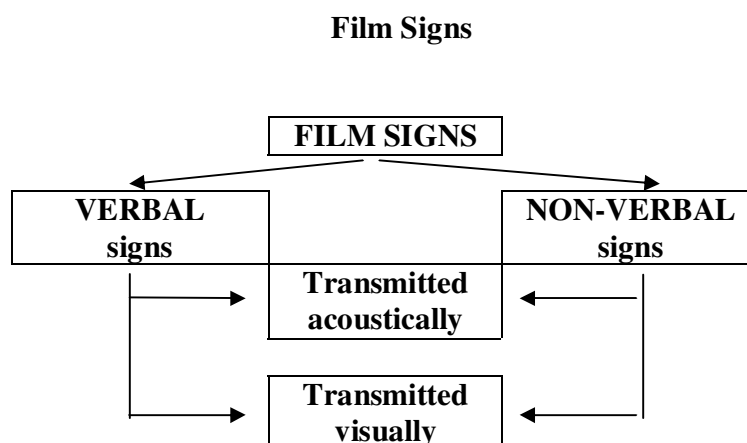 Film Signs
FILM SIGNS
VERBAL
signs
NON-VERBAL
signs
Transmitted
acoustically
Transmitted
visually